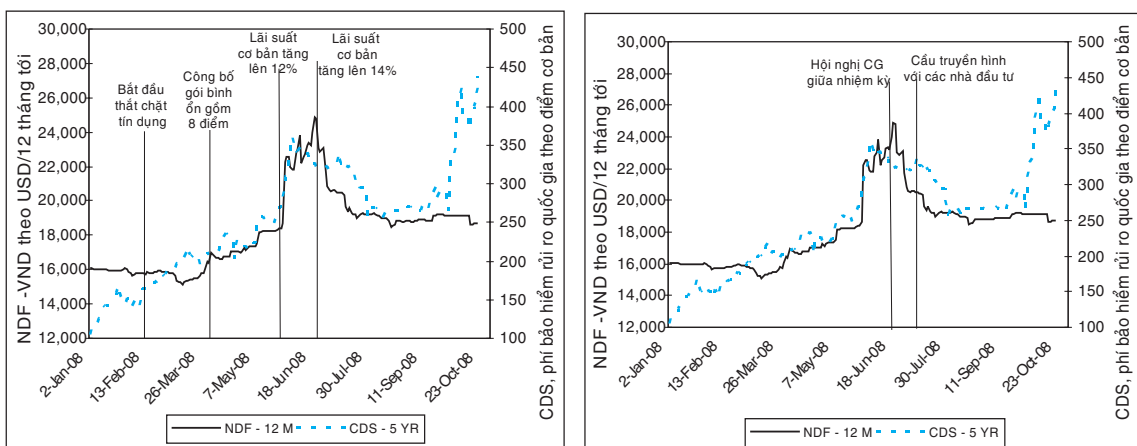 30,000
28,000
26,000
24,000
22,000
20,000
18,000
16,000
14,000
12,000
NDF -VND theo USD/12 tháng tới
500
450
400
350
300
250
200
150
100
CDS, phí bảo hiểm rủi ro quốc gia theo điểm cơ bản
Bắt đầu
thắt chặt
tín dụng
Công bố
gói bình
ổn gồm
8 điểm
Lãi suất
cơ bản tăng
lên 12%
Lãi suất
cơ bản
tăng lên 14%
2-Jan-08
13-Feb-08
26-Mar-08
7-May-08
18-Jun-08
30-Jul-08
11-Sep-08
23-Oct-08
NDF - 12 M
CDS - 5 YR
30,000
28,000
26,000
24,000
22,000
20,000
18,000
16,000
14,000
12,000
NDF -VND theo USD/12 tháng tới
500
450
400
350
300
250
200
150
100
CDS, phí bảo hiểm rủi ro quốc gia theo điểm cơ bản
Hội nghị CG
giữa nhiệm kỳ
Cầu truyền hình
với các nhà đầu tư
2-Jan-08
13-Feb-08
26-Mar-08
7-May-08
18-Jun-08
30-Jul-08
11-Sep-08
23-Oct-08
NDF - 12 M
CDS - 5 YR